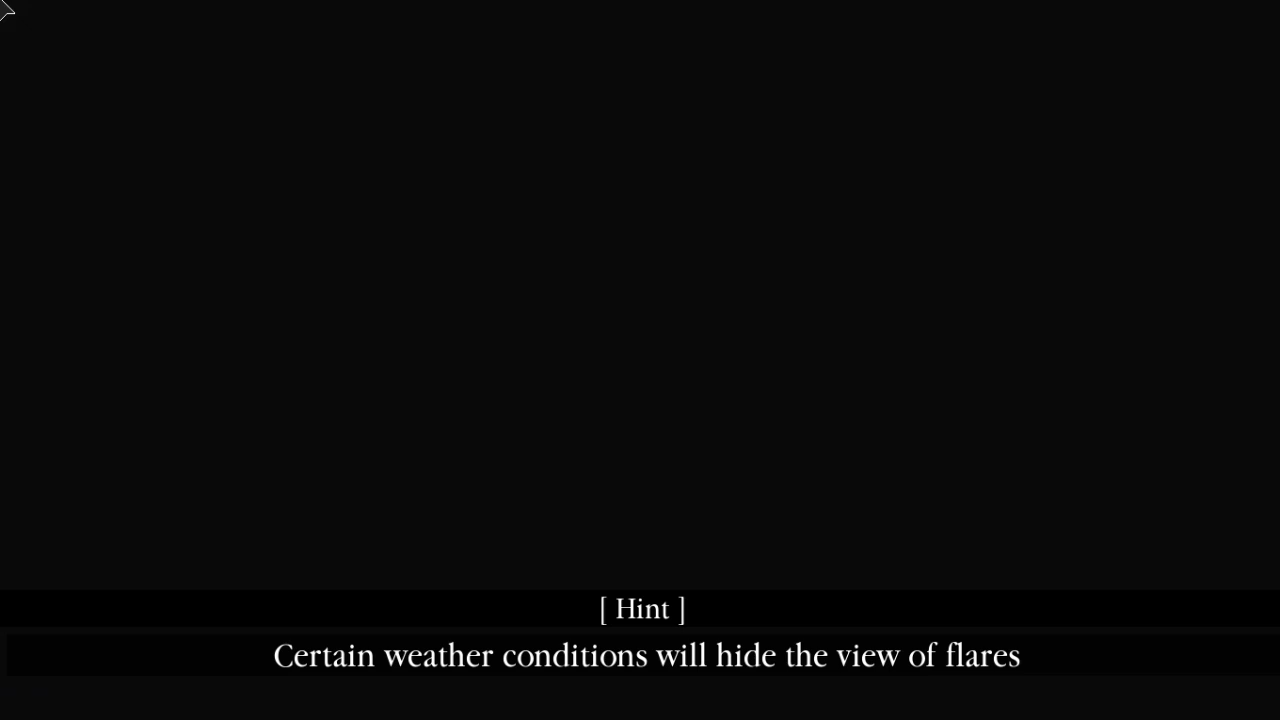 [ Hint ]
Certain weather conditions will hide the view of flares